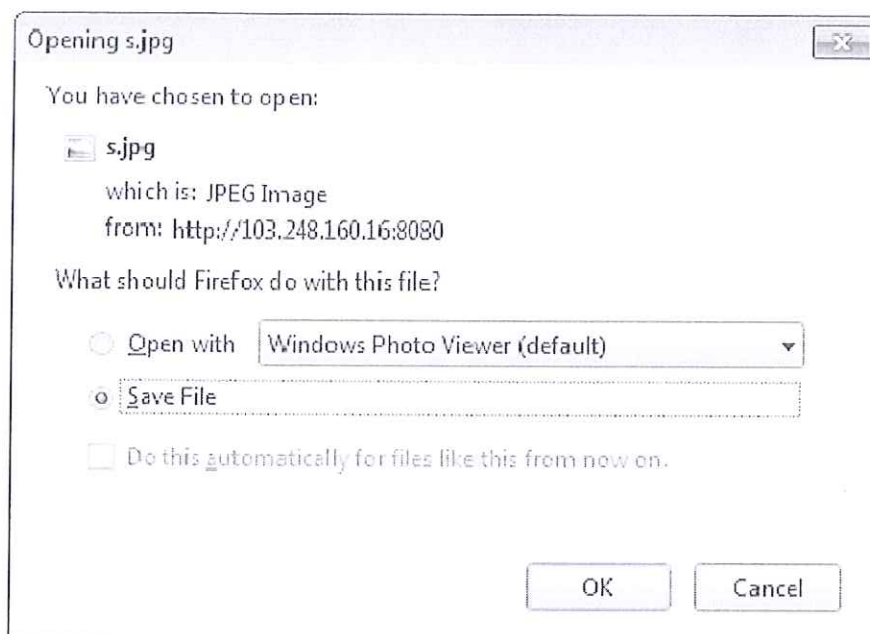 Opening s.jpg
You have chosen to open:
s.jpg
which is: JPEG Image
from: http://103.248.160.16:8080
What should Firefox do with this file?
Open with Windows Photo Viewer (default)
Save File
Do this automatically for files like this from now on.
OK Cancel